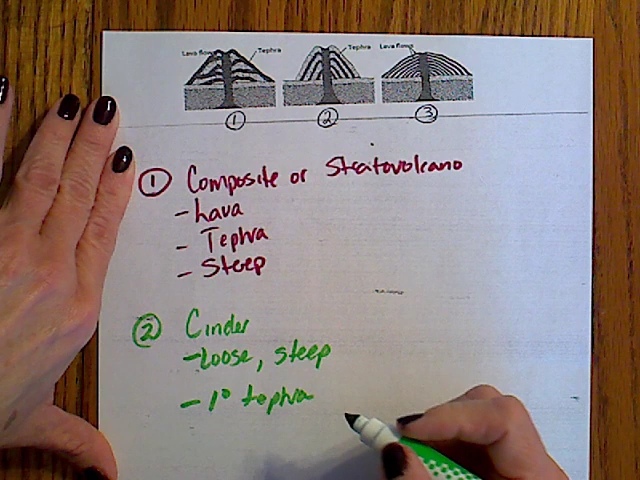 Lava flows Tephra Tephra Lava flows
1 2 3
1 Composite or Stratovolcano
- Lava
- Tephra
- Steep
2 Cinder
- Loose, steep
- 1° tephra